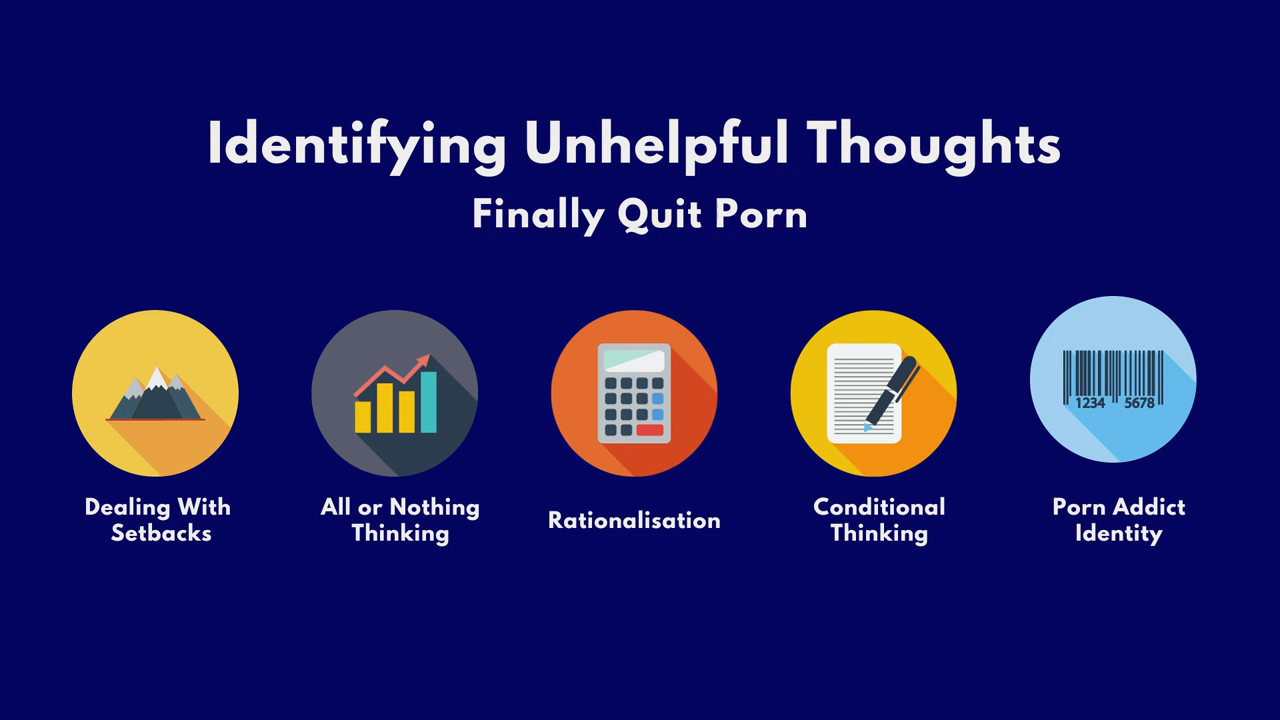 Identifying Unhelpful Thoughts
Finally Quit Porn
1234 5678
Dealing With
Setbacks
All or Nothing
Thinking
Rationalisation
Conditional
Thinking
Porn Addict
Identity